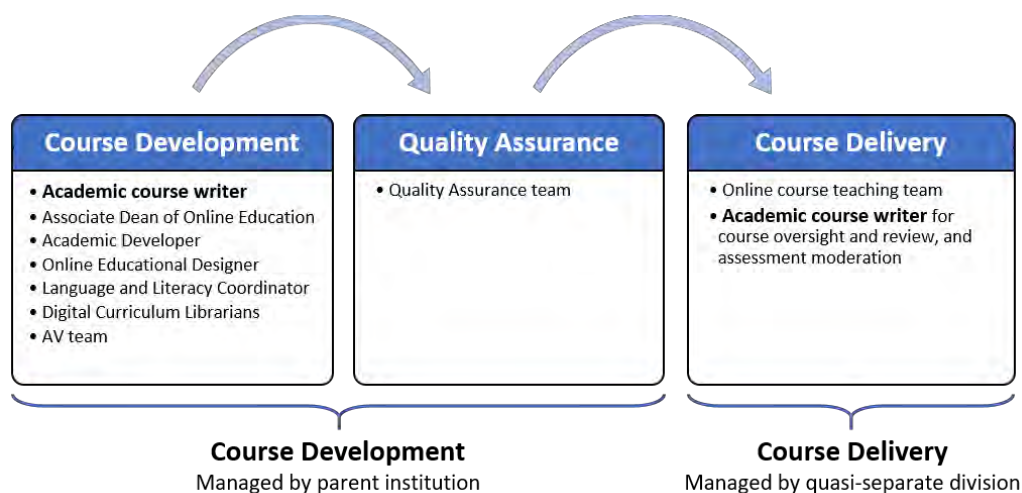 Course Development
• Academic course writer
• Associate Dean of Online Education
• Academic Developer
• Online Educational Designer
• Language and Literacy Coordinator
• Digital Curriculum Librarians
• AV team
Quality Assurance
• Quality Assurance team
Course Delivery
• Online course teaching team
• Academic course writer for
course oversight and review, and
assessment moderation
Course Development
Managed by parent institution
Course Delivery
Managed by quasi-separate division